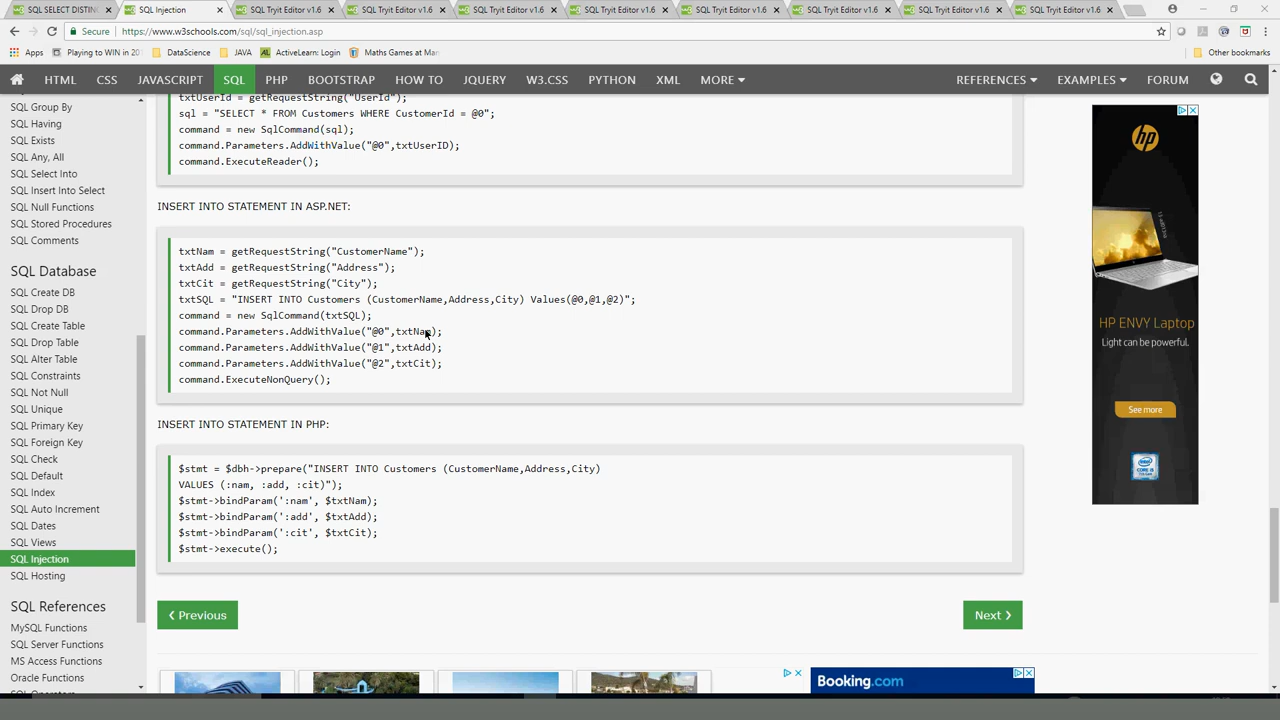 SQL SELECT DISTIN
SQL Injection
SQL Tryit Editor v1.6
SQL Tryit Editor v1.6
SQL Tryit Editor v1.6
SQL Tryit Editor v1.6
SQL Tryit Editor v1.6
SQL Tryit Editor v1.6
SQL Tryit Editor v1.6
SQL Tryit Editor v1.6
Secure https://www.w3schools.com/sql/sql_injection.asp
Apps Playing to WIN in 20 DataScience JAVA ActiveLearn: Login Maths Games at Man Other bookmarks
HTML CSS JAVASCRIPT SQL PHP BOOTSTRAP HOW TO JQUERY W3.CSS PYTHON XML MORE REFERENCES EXAMPLES FORUM
SQL Group By
SQL Having
SQL Exists
SQL Any, All
SQL Select Into
SQL Insert Into Select
SQL Null Functions
SQL Stored Procedures
SQL Comments
SQL Database
SQL Create DB
SQL Drop DB
SQL Create Table
SQL Drop Table
SQL Alter Table
SQL Constraints
SQL Not Null
SQL Unique
SQL Primary Key
SQL Foreign Key
SQL Check
SQL Default
SQL Index
SQL Auto Increment
SQL Dates
SQL Views
SQL Injection
SQL Hosting
SQL References
MySQL Functions
SQL Server Functions
MS Access Functions
Oracle Functions
SQL Operators
txtUserId = getRequestString("UserId");
sql = "SELECT * FROM Customers WHERE CustomerId = @0";
command = new SqlCommand(sql);
command.Parameters.AddWithValue("@0",txtUserID);
command.ExecuteReader();
INSERT INTO STATEMENT IN ASP.NET:
txtNam = getRequestString("CustomerName");
txtAdd = getRequestString("Address");
txtCit = getRequestString("City");
txtSQL = "INSERT INTO Customers (CustomerName,Address,City) Values(@0,@1,@2)";
command = new SqlCommand(txtSQL);
command.Parameters.AddWithValue("@0",txtNam);
command.Parameters.AddWithValue("@1",txtAdd);
command.Parameters.AddWithValue("@2",txtCit);
command.ExecuteNonQuery();
INSERT INTO STATEMENT IN PHP:
$stmt = $dbh->prepare("INSERT INTO Customers (CustomerName,Address,City)
VALUES (:nam, :add, :cit)");
$stmt->bindParam(':nam', $txtNam);
$stmt->bindParam(':add', $txtAdd);
$stmt->bindParam(':cit', $txtCit);
$stmt->execute();
❮ Previous
Next ❯
hp
HP ENVY Laptop
Light can be powerful.
See more
Booking.com